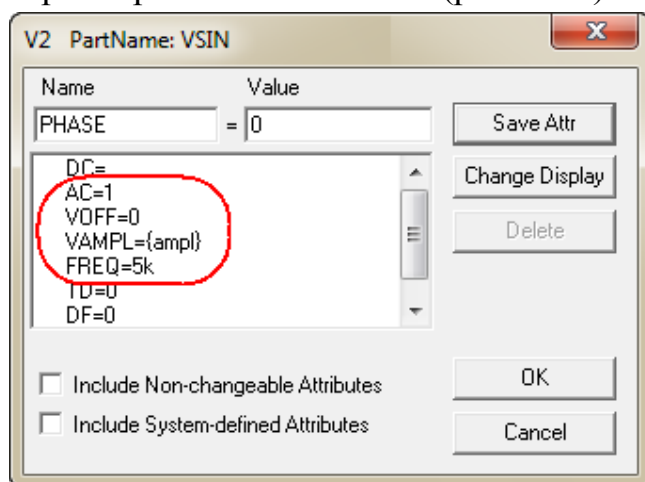 V2 PartName: VSIN
Name Value
PHASE = 0
Save Attr
DC=
AC=1
VOFF=0
VAMPL={ampl}
FREQ=5k
TD=0
DF=0
Change Display
Delete
Include Non-changeable Attributes
Include System-defined Attributes
OK
Cancel